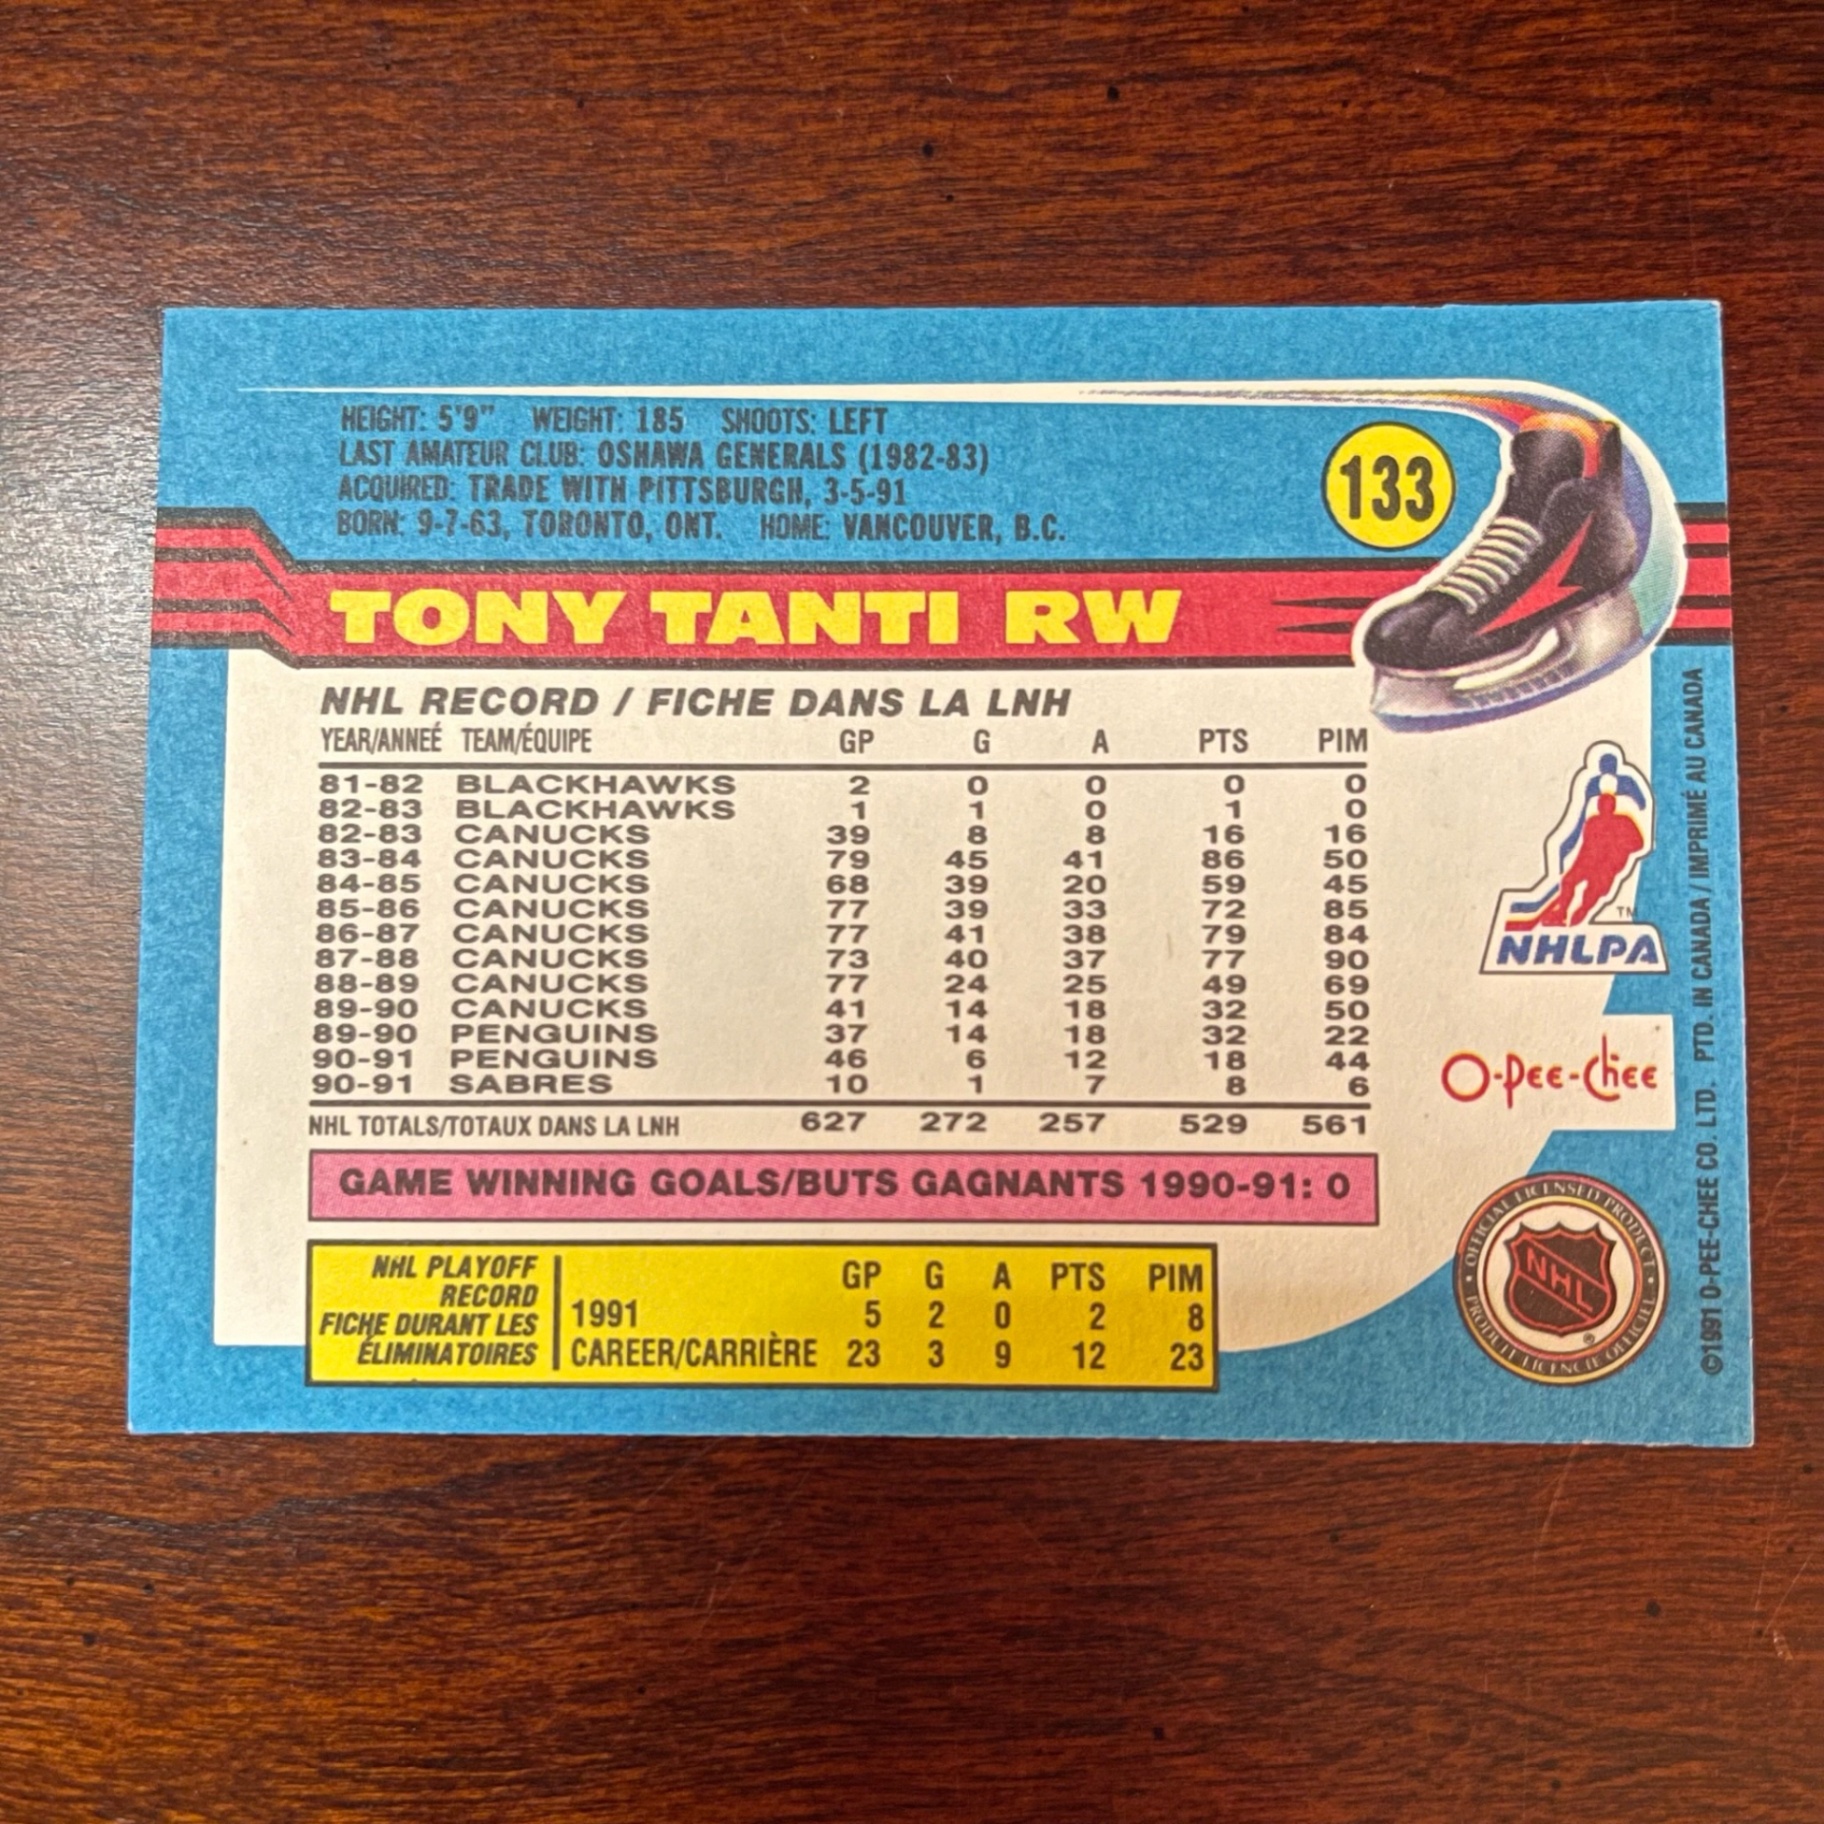 HEIGHT: 5'9" WEIGHT: 185 SHOOTS: LEFT
LAST AMATEUR CLUB: OSHAWA GENERALS (1982-83)
ACQUIRED: TRADE WITH PITTSBURGH, 3-5-91
BORN: 9-7-63, TORONTO, ONT. HOME: VANCOUVER, B.C.
133
TONY TANTI RW
NHL RECORD / FICHE DANS LA LNH
YEAR/ANNEÉ TEAM/ÉQUIPE GP G A PTS PIM
81-82 BLACKHAWKS 2 0 0 0 0
82-83 BLACKHAWKS 1 1 0 1 0
82-83 CANUCKS 39 8 8 16 16
83-84 CANUCKS 79 45 41 86 50
84-85 CANUCKS 68 39 20 59 45
85-86 CANUCKS 77 39 33 72 85
86-87 CANUCKS 77 41 38 79 84
87-88 CANUCKS 73 40 37 77 90
88-89 CANUCKS 77 24 25 49 69
89-90 CANUCKS 41 14 18 32 50
89-90 PENGUINS 37 14 18 32 22
90-91 PENGUINS 46 6 12 18 44
90-91 SABRES 10 1 7 8 6
NHL TOTALS/TOTAUX DANS LA LNH 627 272 257 529 561
GAME WINNING GOALS/BUTS GAGNANTS 1990-91: 0
NHL PLAYOFF
RECORD
FICHE DURANT LES
ÉLIMINATOIRES
GP G A PTS PIM
1991 5 2 0 2 8
CAREER/CARRIÈRE 23 3 9 12 23
TM
NHLPA
O-PEE-CHEE
OFFICIAL LICENSED PRODUCT
NHL
®
PRODUIT LICENCIÉ OFFICIEL
©1991 O-PEE-CHEE CO. LTD. PTD. IN CANADA / IMPRIMÉ AU CANADA